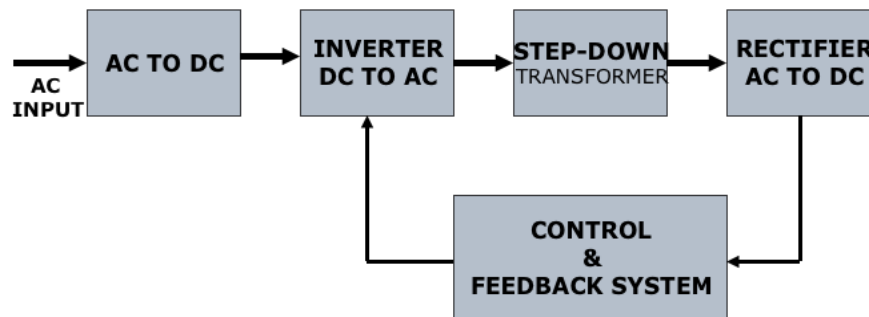 AC
INPUT
AC TO DC
INVERTER
DC TO AC
STEP-DOWN
TRANSFORMER
RECTIFIER
AC TO DC
CONTROL
&
FEEDBACK SYSTEM